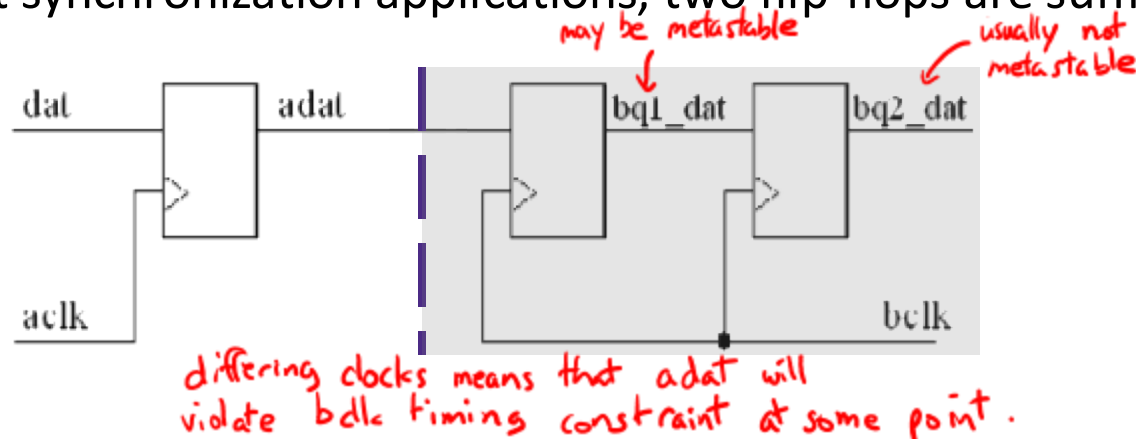 t synchronization applications, two flip-flops are
may be metastable
usually not
metastable
dat
adat
bq1_dat
bq2_dat
aclk
bclk
differing clocks means that adat will
violate bclk timing constraint at some point.